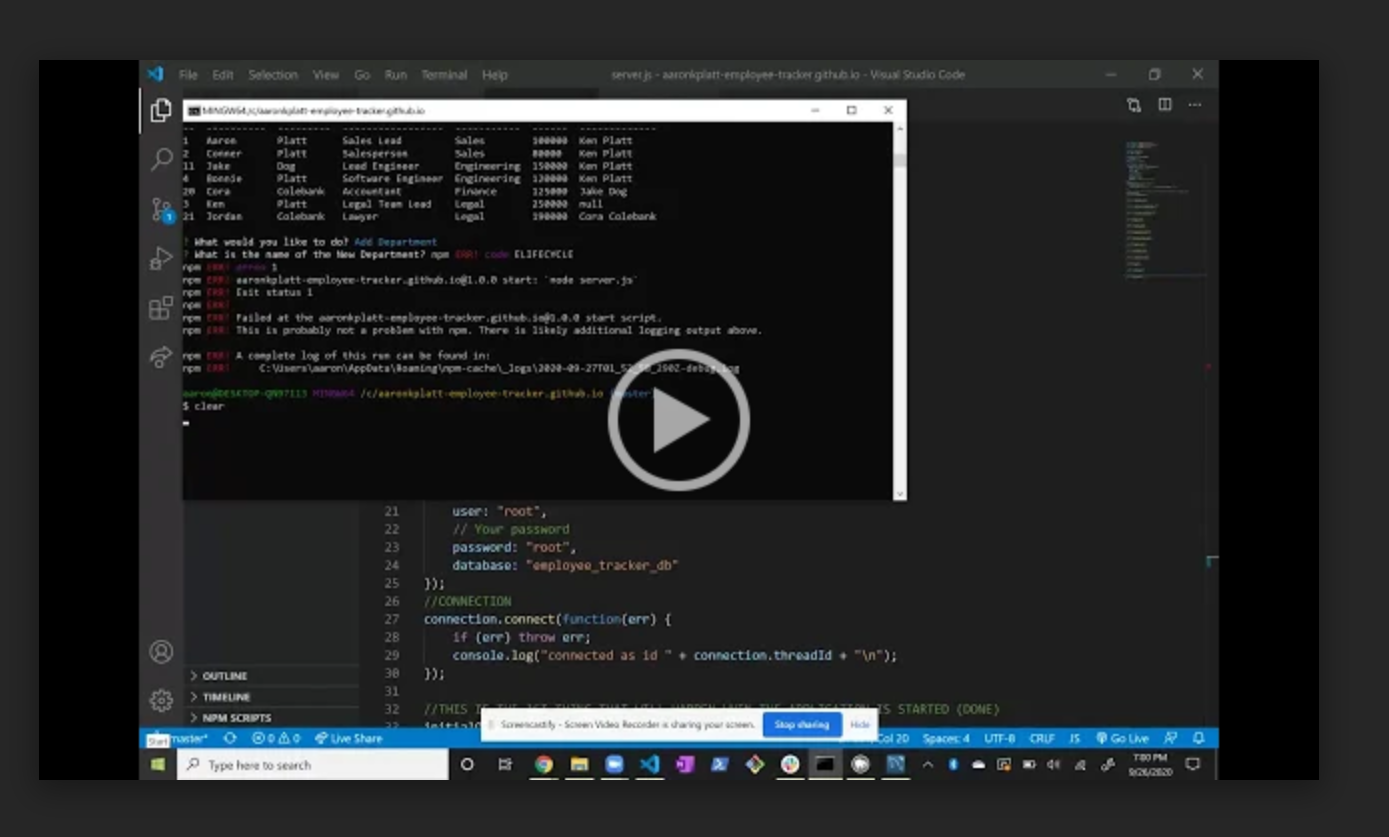 File Edit Selection View Go Run Terminal Help
server.js - aaronkplatt-employee-tracker.github.io - Visual Studio Code
MINGW64:/c/aaronkplatt-employee-tracker.github.io
1 Aaron Platt Sales Lead Sales 100000 Ken Platt
2 Conner Platt Salesperson Sales 80000 Ken Platt
11 Jake Dog Lead Engineer Engineering 150000 Ken Platt
4 Bonnie Platt Software Engineer Engineering 120000 Ken Platt
20 Cora Colebank Accountant Finance 125000 Jake Dog
3 Ken Platt Legal Team Lead Legal 250000 null
21 Jordan Colebank Lawyer Legal 190000 Cora Colebank
? What would you like to do? Add Department
? What is the name of the New Department? npm ERR! code ELIFECYCLE
npm ERR! errno 1
npm ERR! aaronkplatt-employee-tracker.github.io@1.0.0 start: `node server.js`
npm ERR! Exit status 1
npm ERR!
npm ERR! Failed at the aaronkplatt-employee-tracker.github.io@1.0.0 start script.
npm ERR! This is probably not a problem with npm. There is likely additional logging output above.
npm ERR! A complete log of this run can be found in:
npm ERR! C:\Users\aaron\AppData\Roaming\npm-cache\_logs\
MINGW64 /c/aaronkplatt-employee-tracker.github.io (master)
$ clear
21 user: "root",
22 // Your password
23 password: "root",
24 database: "employee_tracker_db"
25 });
26 //CONNECTION
27 connection.connect(function(err) {
28 if (err) throw err;
29 console.log("connected as id " + connection.threadId + "\n");
30 });
31
32 //THIS IS THE 1ST THING THAT WILL HAPPEN WHEN THE APPLICATION IS STARTED (DONE)
OUTLINE
TIMELINE
NPM SCRIPTS
Screencastify - Screen Video Recorder is sharing your screen. Stop sharing Hide
Start
master* 0 0 Live Share
Col 20 Spaces: 4 UTF-8 CRLF JS Go Live
Type here to search
7:00 PM
9/26/2020